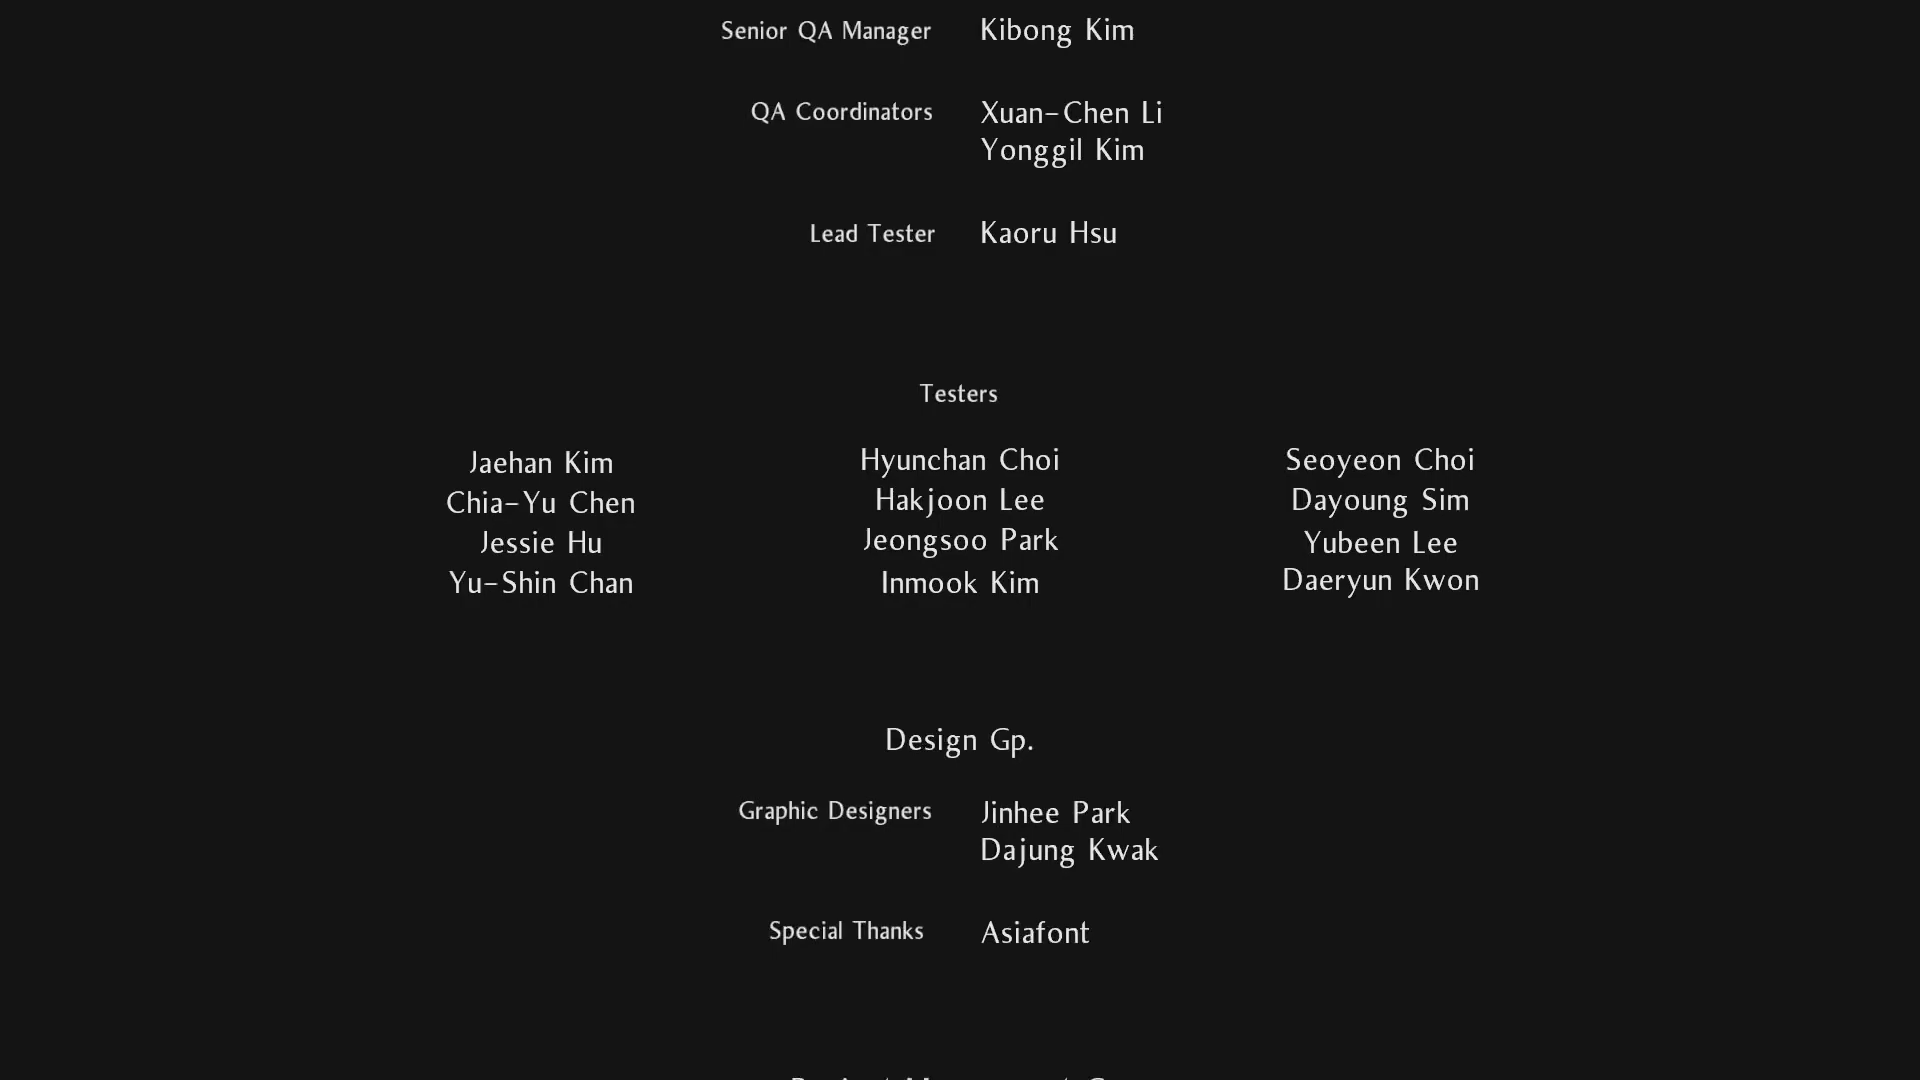 Senior QA Manager Kibong Kim
QA Coordinators Xuan-Chen Li
Yonggil Kim
Lead Tester Kaoru Hsu
Testers
Jaehan Kim Hyunchan Choi Seoyeon Choi
Chia-Yu Chen Hakjoon Lee Dayoung Sim
Jessie Hu Jeongsoo Park Yubeen Lee
Yu-Shin Chan Inmook Kim Daeryun Kwon
Design Gp.
Graphic Designers Jinhee Park
Dajung Kwak
Special Thanks Asiafont